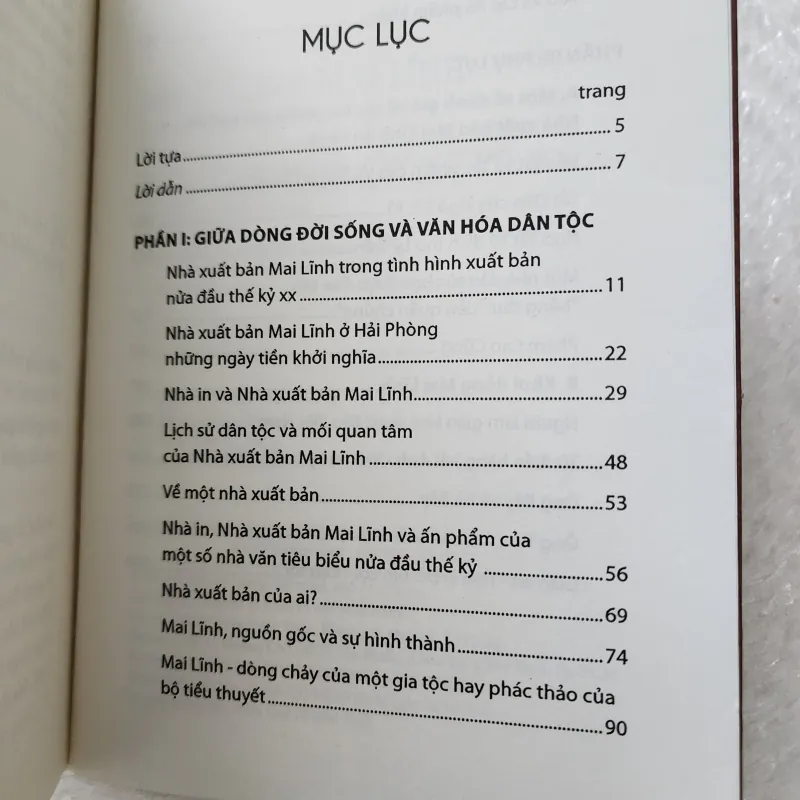 MỤC LỤC
trang
Lời tựa.......... 5
Lời dẫn.......... 7
PHẦN I: GIỮA DÒNG ĐỜI SỐNG VÀ VĂN HÓA DÂN TỘC
Nhà xuất bản Mai Lĩnh trong tình hình xuất bản
nửa đầu thế kỷ xx.......... 11
Nhà xuất bản Mai Lĩnh ở Hải Phòng
những ngày tiền khởi nghĩa.......... 22
Nhà in và Nhà xuất bản Mai Lĩnh.......... 29
Lịch sử dân tộc và mối quan tâm
của Nhà xuất bản Mai Lĩnh.......... 48
Về một nhà xuất bản.......... 53
Nhà in, Nhà xuất bản Mai Lĩnh và ấn phẩm của
một số nhà văn tiêu biểu nửa đầu thế kỷ .......... 56
Nhà xuất bản của ai?.......... 69
Mai Lĩnh, nguồn gốc và sự hình thành.......... 74
Mai Lĩnh - dòng chảy của một gia tộc hay phác thảo của
bộ tiểu thuyết.......... 90